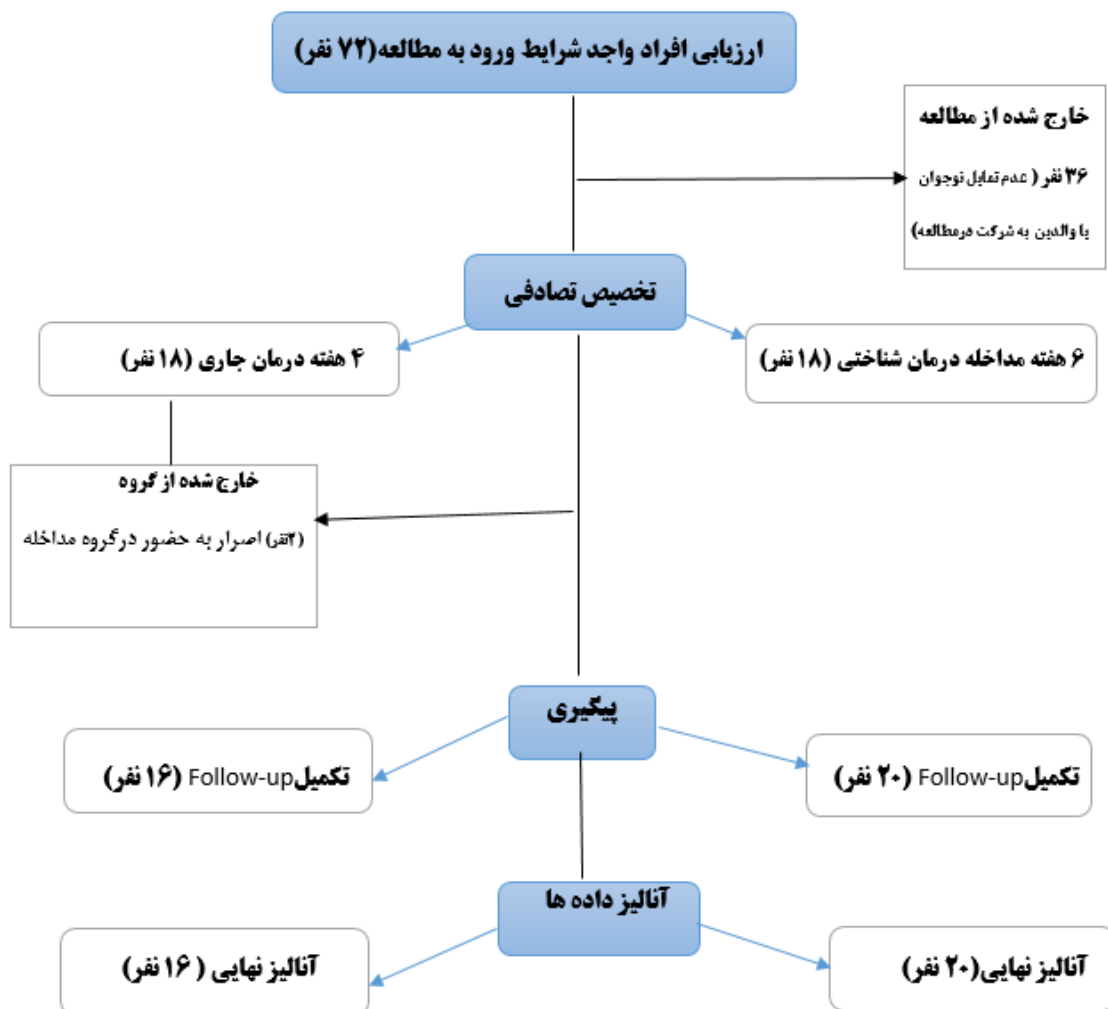 ارزیابی افراد واجد شرایط ورود به مطالعه(۷۲ نفر)
خارج شده از مطالعه
۳۶ نفر ( عدم تمایل نوجوان
یا والدین به شرکت درمطالعه)
تخصیص تصادفی
۶ هفته مداخله درمان شناختی (۱۸ نفر)
۴ هفته درمان جاری (۱۸ نفر)
خارج شده از گروه
(۲نفر) اصرار به حضور درگروه مداخله
پیگیری
تکمیلFollow-up (۲۰ نفر)
تکمیلFollow-up (۱۶ نفر)
آنالیز داده ها
آنالیز نهایی(۲۰ نفر)
آنالیز نهایی ( ۱۶ نفر)